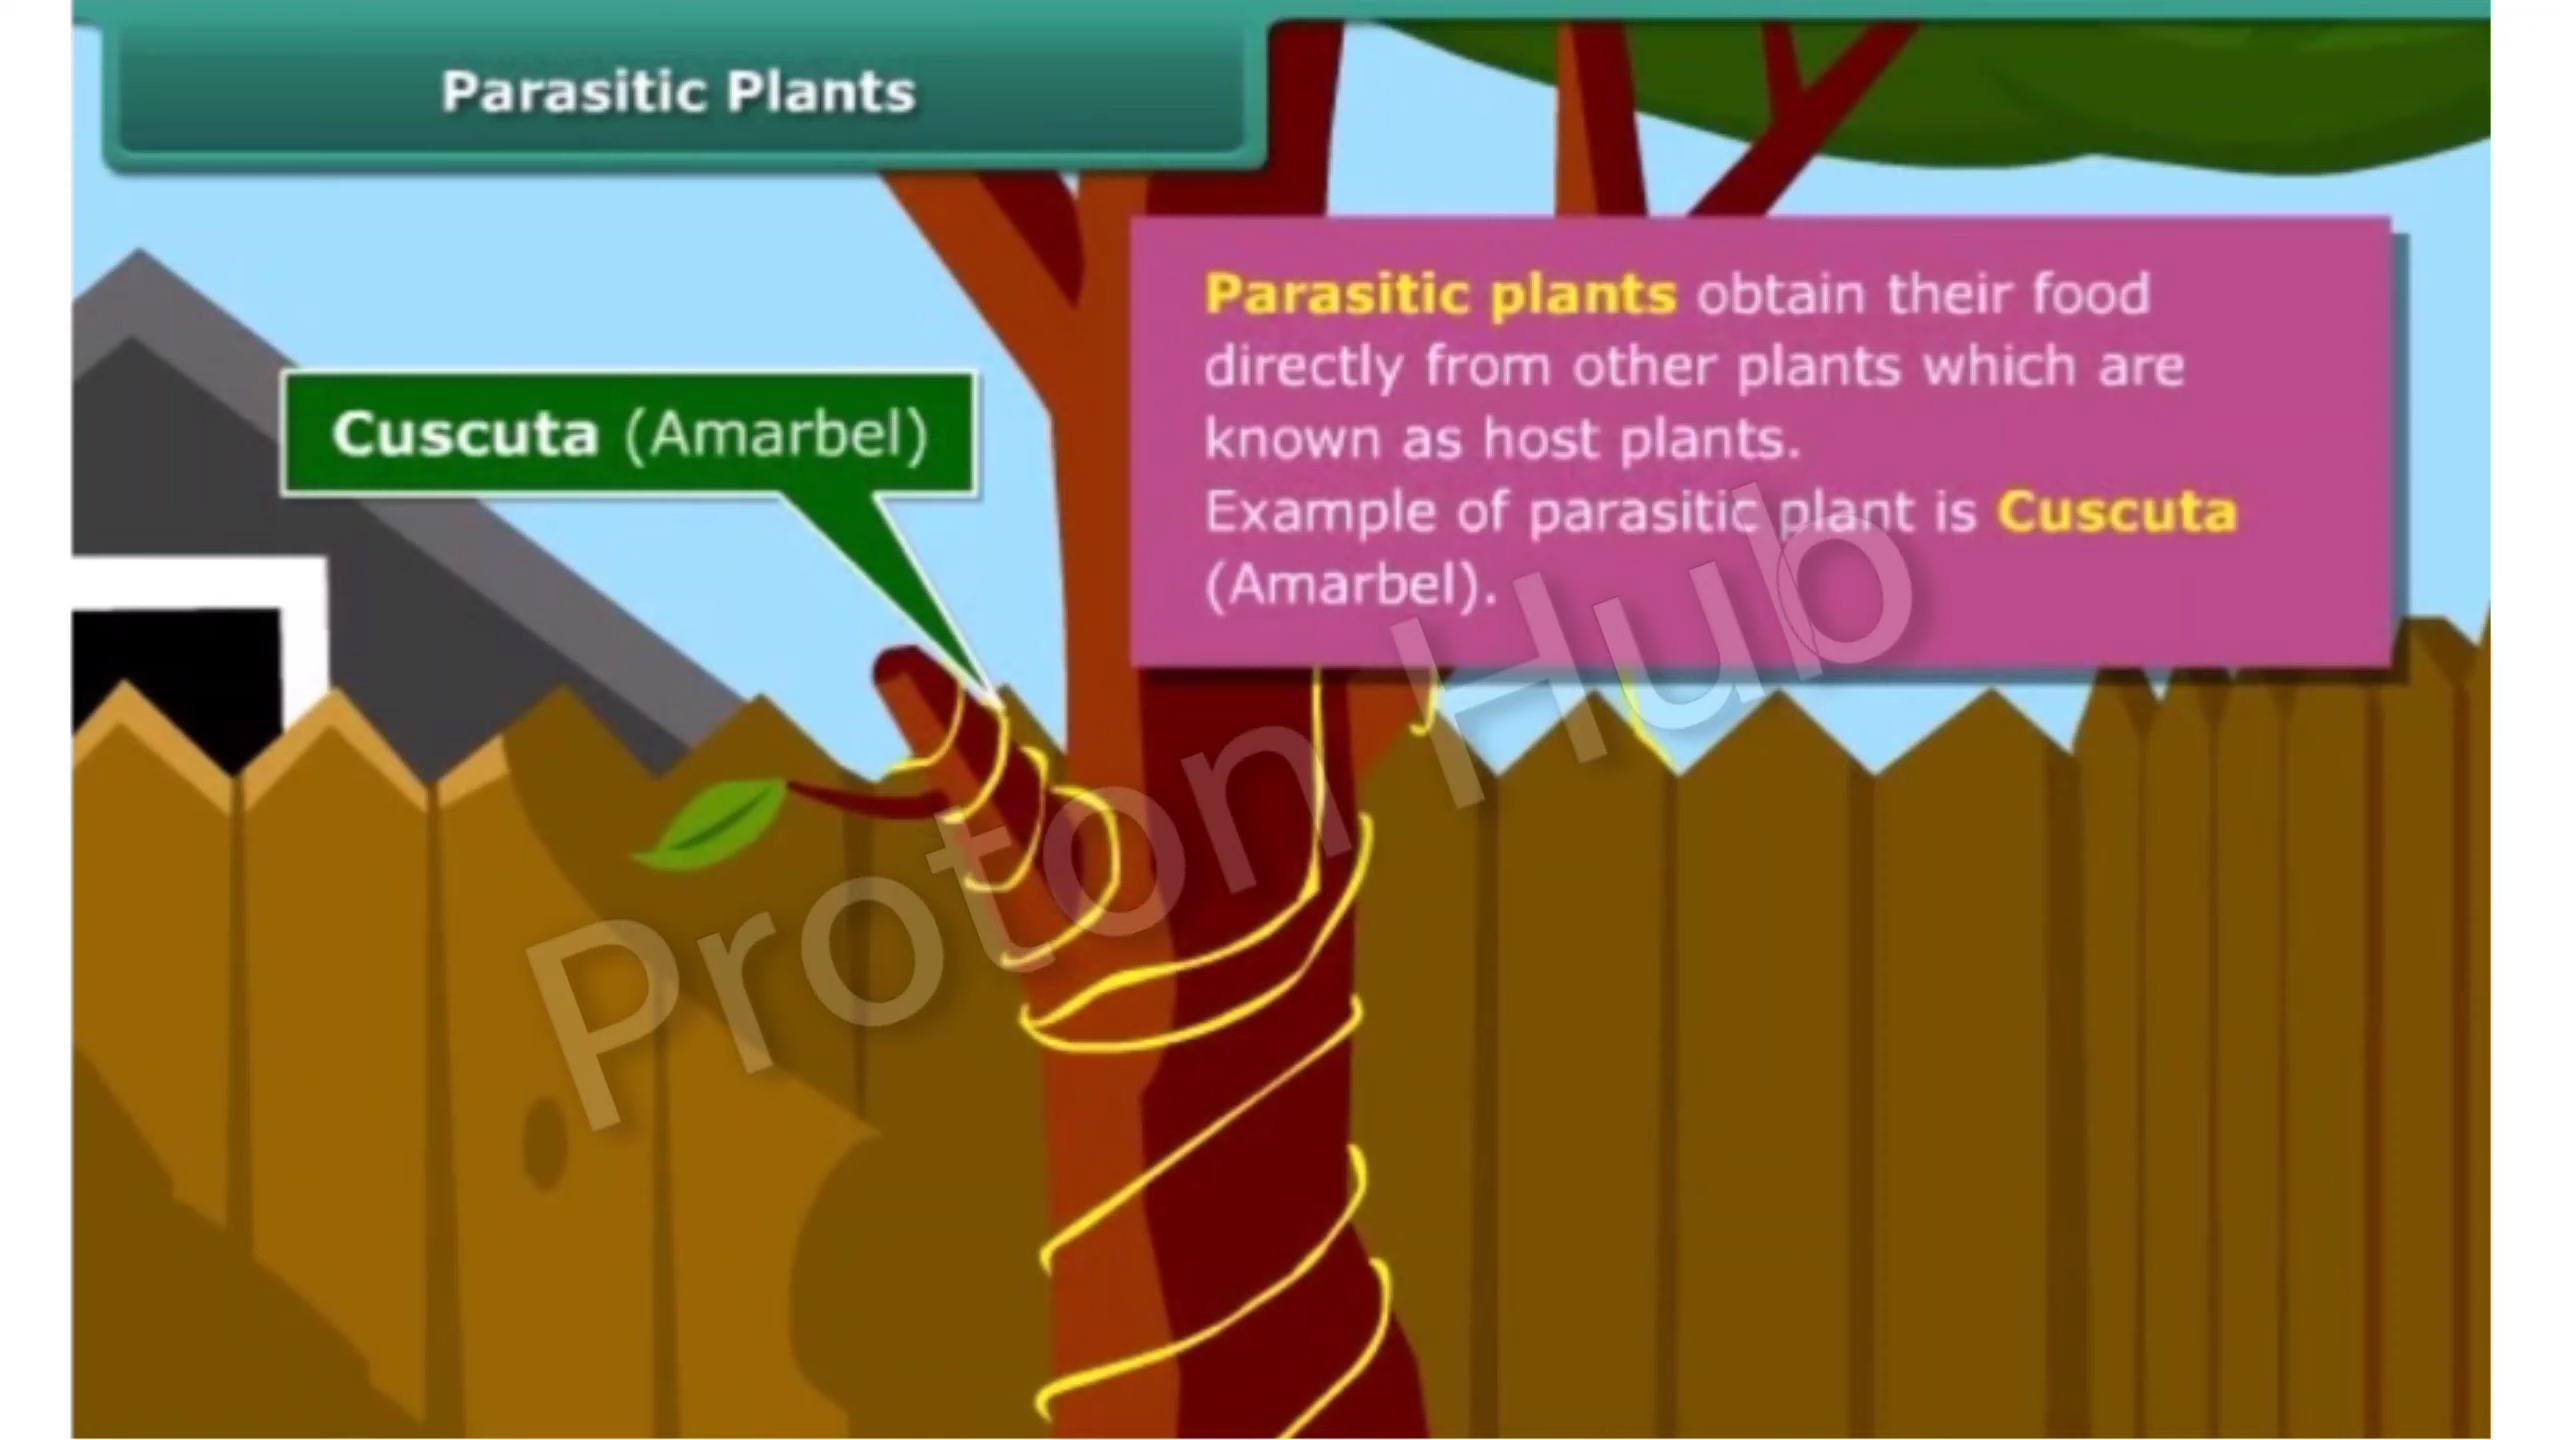 Parasitic Plants
Parasitic plants obtain their food
directly from other plants which are
known as host plants.
Example of parasitic plant is Cuscuta
(Amarbel).
Cuscuta (Amarbel)
Proton Hub